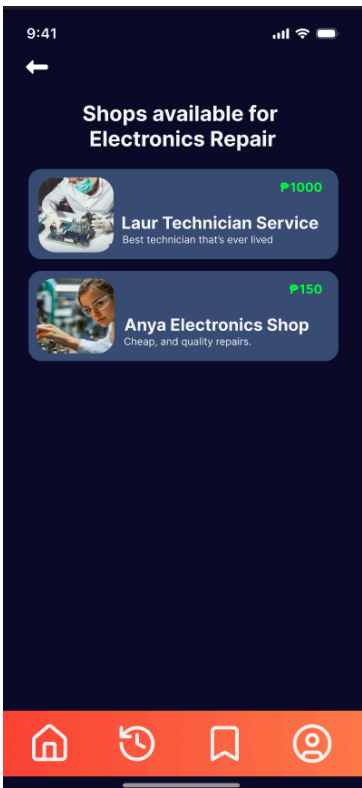 9:41
Shops available for
Electronics Repair
₱1000
Laur Technician Service
Best technician that's ever lived
₱150
Anya Electronics Shop
Cheap, and quality repairs.